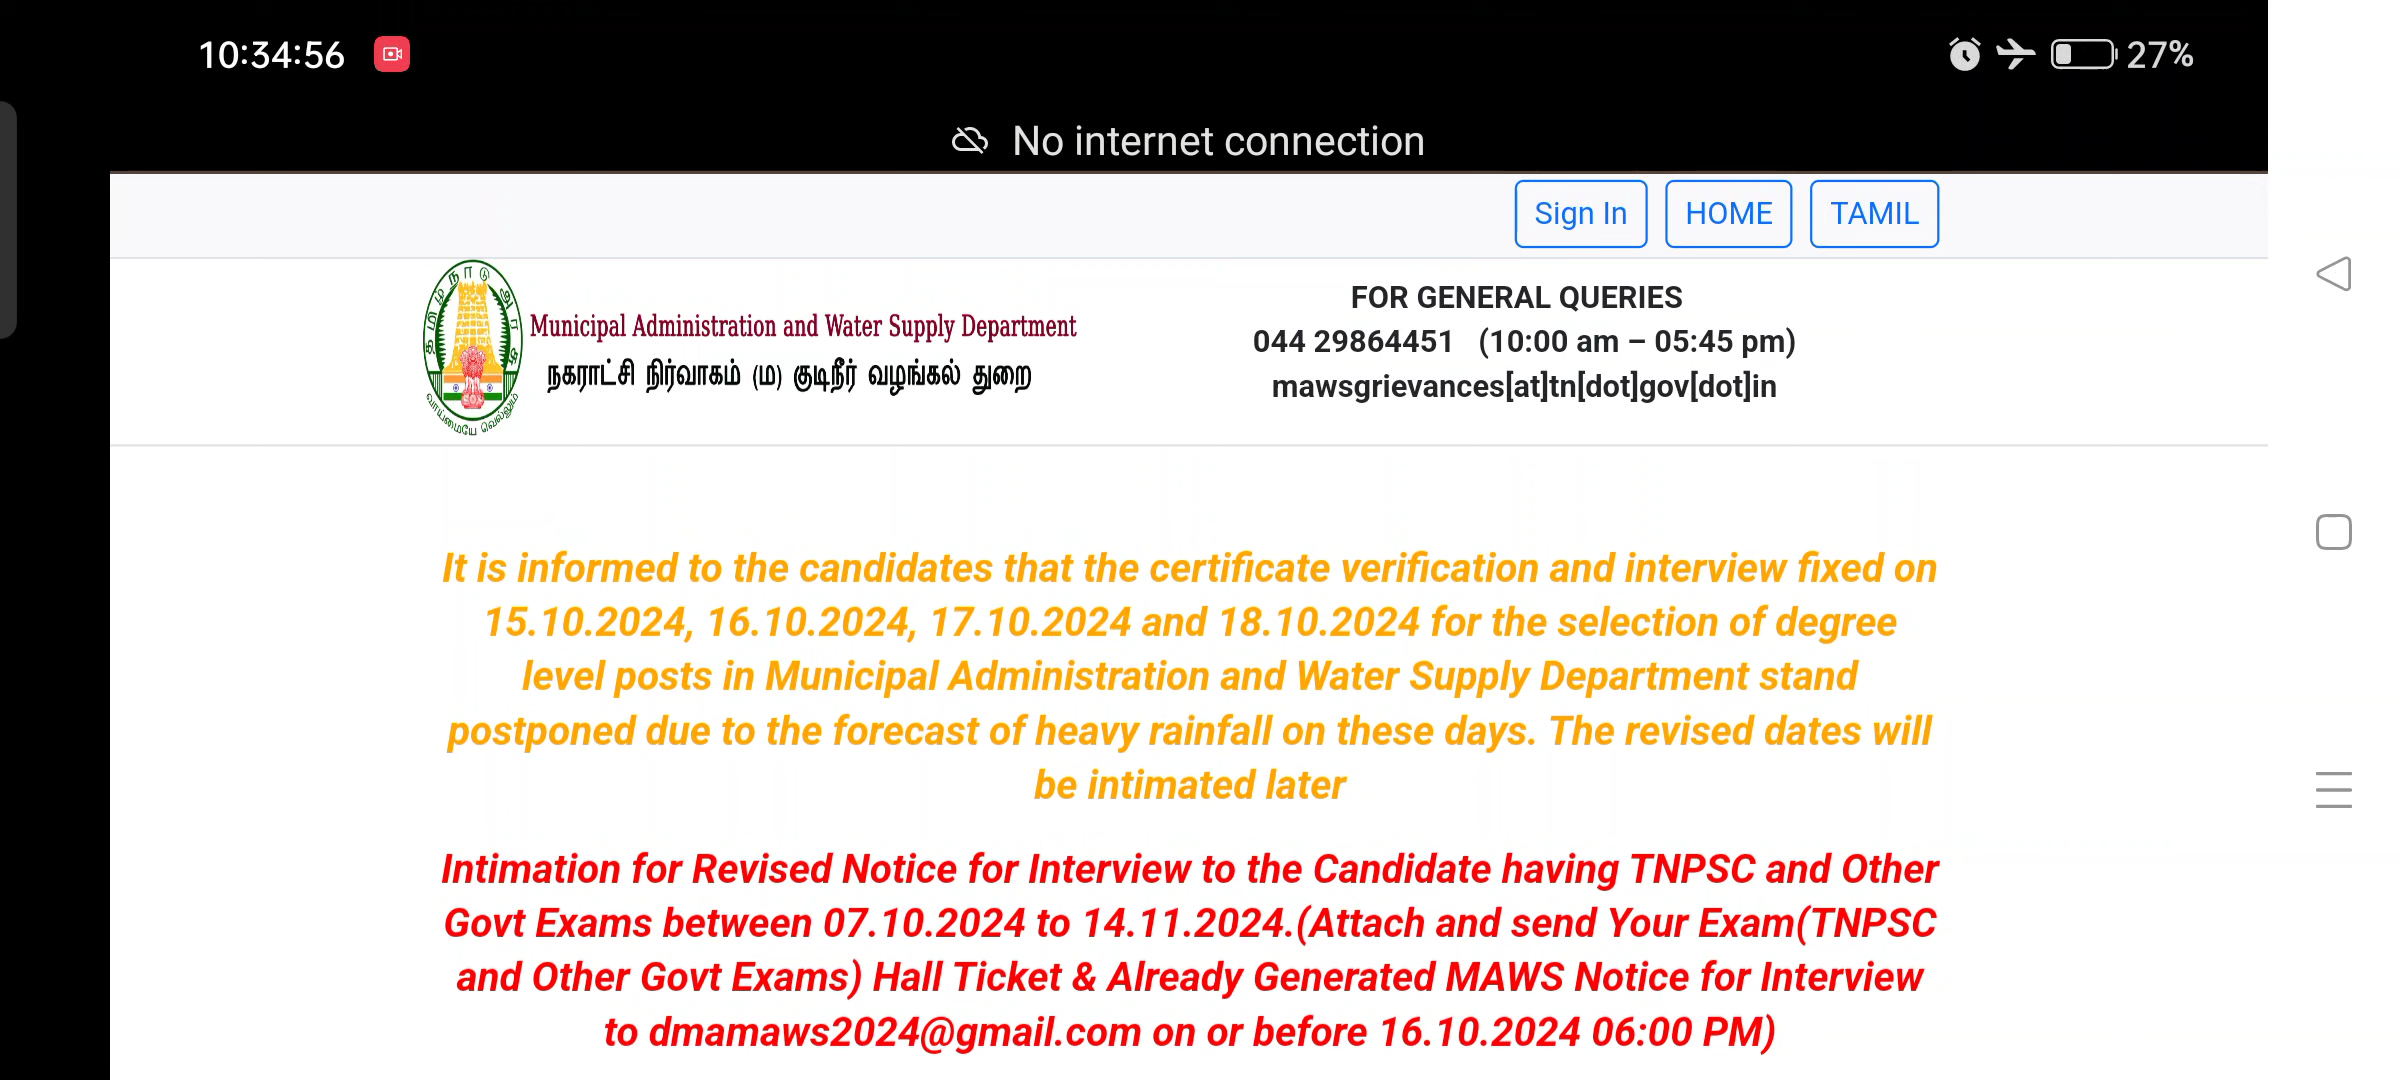 10:34:56
27%
No internet connection
Sign In
HOME
TAMIL
தமிழ்நாடு அரசு
வாய்மையே வெல்லும்
Municipal Administration and Water Supply Department
நகராட்சி நிர்வாகம் (ம) குடிநீர் வழங்கல் துறை
FOR GENERAL QUERIES
044 29864451 (10:00 am – 05:45 pm)
mawsgrievances[at]tn[dot]gov[dot]in
It is informed to the candidates that the certificate verification and interview fixed on
15.10.2024, 16.10.2024, 17.10.2024 and 18.10.2024 for the selection of degree
level posts in Municipal Administration and Water Supply Department stand
postponed due to the forecast of heavy rainfall on these days. The revised dates will
be intimated later
Intimation for Revised Notice for Interview to the Candidate having TNPSC and Other
Govt Exams between 07.10.2024 to 14.11.2024.(Attach and send Your Exam(TNPSC
and Other Govt Exams) Hall Ticket & Already Generated MAWS Notice for Interview
to dmamaws2024@gmail.com on or before 16.10.2024 06:00 PM)